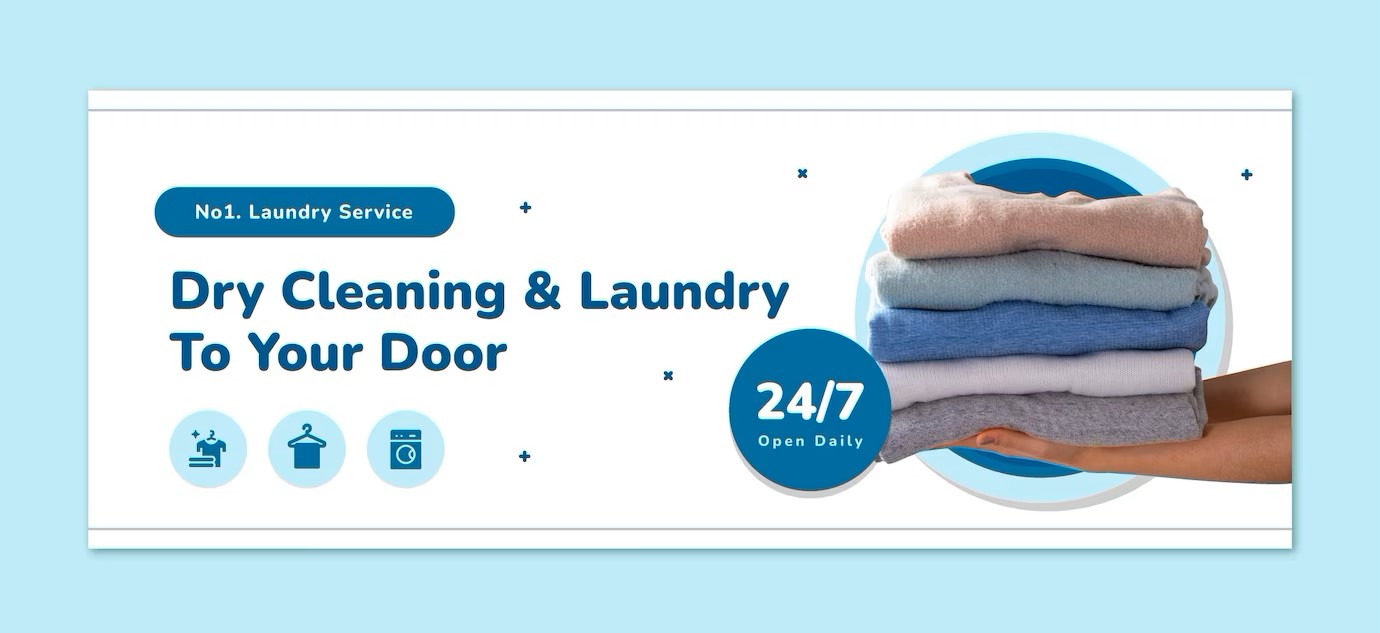 No1. Laundry Service
Dry Cleaning & Laundry
To Your Door
24/7
Open Daily